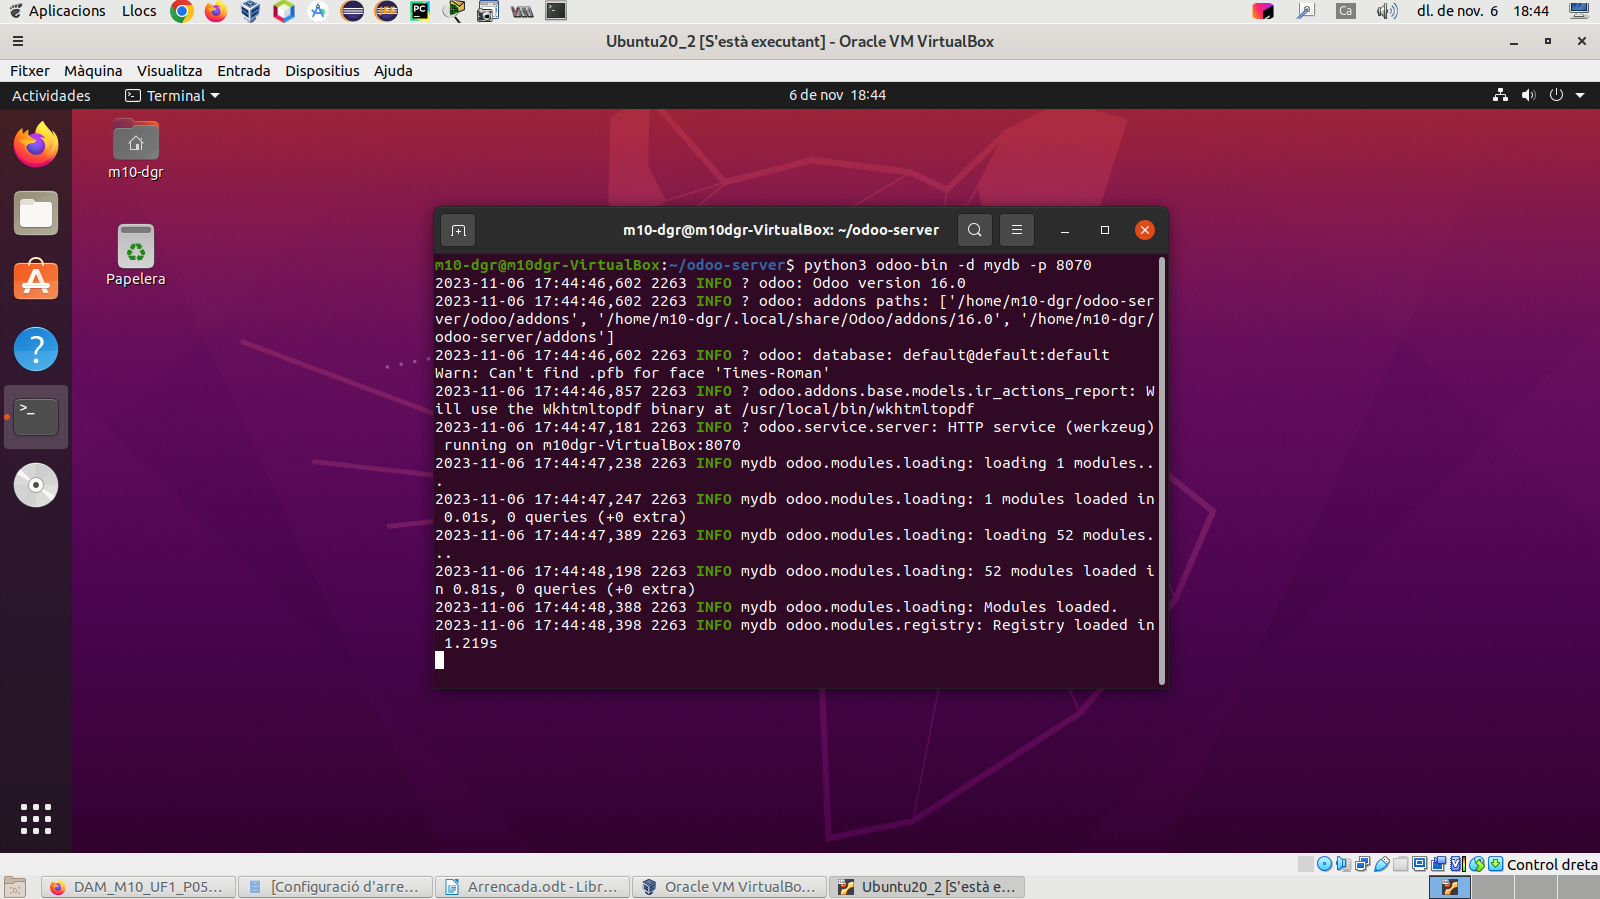 Aplicacions Llocs
Ca dl. de nov. 6 18:44
Ubuntu20_2 [S'està executant] - Oracle VM VirtualBox
Fitxer Màquina Visualitza Entrada Dispositius Ajuda
Actividades Terminal 6 de nov 18:44
m10-dgr
Papelera
m10-dgr@m10dgr-VirtualBox: ~/odoo-server
m10-dgr@m10dgr-VirtualBox:~/odoo-server$ python3 odoo-bin -d mydb -p 8070
2023-11-06 17:44:46,602 2263 INFO ? odoo: Odoo version 16.0
2023-11-06 17:44:46,602 2263 INFO ? odoo: addons paths: ['/home/m10-dgr/odoo-ser
ver/odoo/addons', '/home/m10-dgr/.local/share/Odoo/addons/16.0', '/home/m10-dgr/
odoo-server/addons']
2023-11-06 17:44:46,602 2263 INFO ? odoo: database: default@default:default
Warn: Can't find .pfb for face 'Times-Roman'
2023-11-06 17:44:46,857 2263 INFO ? odoo.addons.base.models.ir_actions_report: W
ill use the Wkhtmltopdf binary at /usr/local/bin/wkhtmltopdf
2023-11-06 17:44:47,181 2263 INFO ? odoo.service.server: HTTP service (werkzeug)
 running on m10dgr-VirtualBox:8070
2023-11-06 17:44:47,238 2263 INFO mydb odoo.modules.loading: loading 1 modules..
.
2023-11-06 17:44:47,247 2263 INFO mydb odoo.modules.loading: 1 modules loaded in
 0.01s, 0 queries (+0 extra)
2023-11-06 17:44:47,389 2263 INFO mydb odoo.modules.loading: loading 52 modules.
..
2023-11-06 17:44:48,198 2263 INFO mydb odoo.modules.loading: 52 modules loaded i
n 0.81s, 0 queries (+0 extra)
2023-11-06 17:44:48,388 2263 INFO mydb odoo.modules.loading: Modules loaded.
2023-11-06 17:44:48,398 2263 INFO mydb odoo.modules.registry: Registry loaded in
 1.219s
Control dreta
DAM_M10_UF1_P05... [Configuració d'arre... Arrencada.odt - Libr... Oracle VM VirtualBo... Ubuntu20_2 [S'està e...